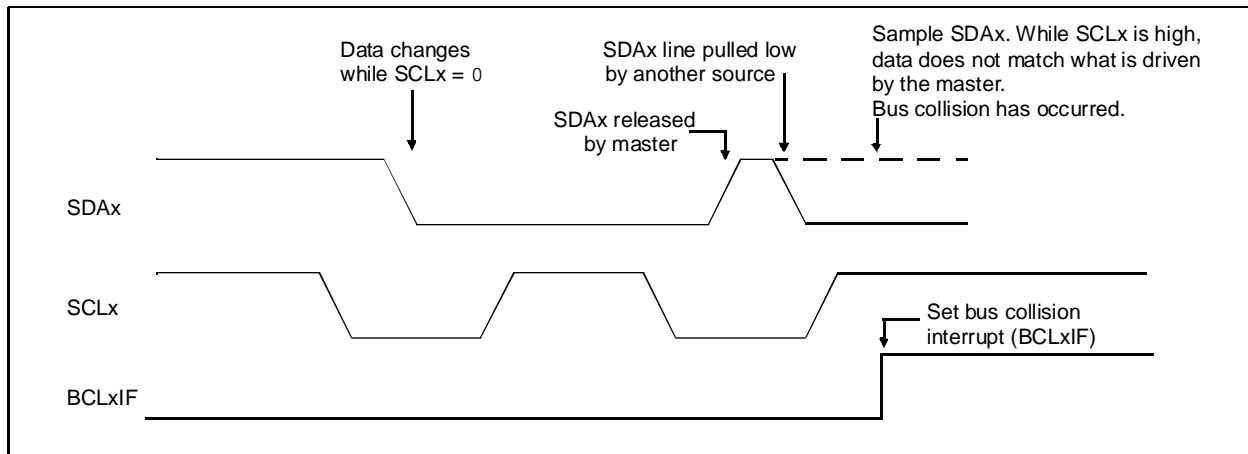 Data changes
while SCLx = 0
SDAx line pulled low
by another source
Sample SDAx. While SCLx is high,
data does not match what is driven
by the master.
Bus collision has occurred.
SDAx released
by master
SDAx
SCLx
Set bus collision
interrupt (BCLxIF)
BCLxIF